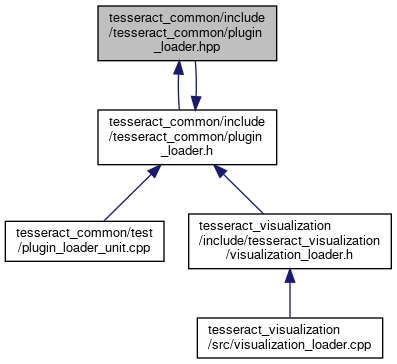 tesseract_common/include
/tesseract_common/plugin
_loader.hpp
tesseract_common/include
/tesseract_common/plugin
_loader.h
tesseract_common/test
/plugin_loader_unit.cpp
tesseract_visualization
/include/tesseract_visualization
/visualization_loader.h
tesseract_visualization
/src/visualization_loader.cpp